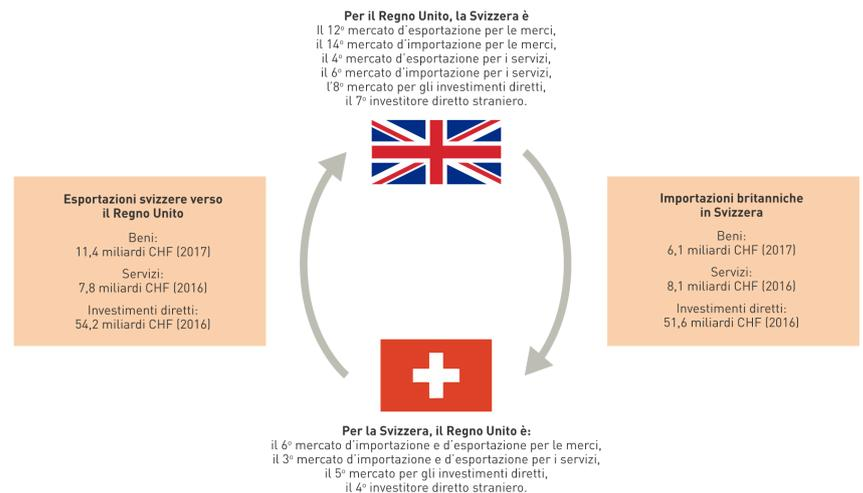 Per il Regno Unito, la Svizzera è
Il 12º mercato d'esportazione per le merci,
il 14º mercato d'importazione per le merci,
il 4º mercato d'esportazione per i servizi,
il 6º mercato d'importazione per i servizi,
l'8º mercato per gli investimenti diretti,
il 7º investitore diretto straniero.
Esportazioni svizzere verso
il Regno Unito
Beni:
11,4 miliardi CHF (2017)
Servizi:
7,8 miliardi CHF (2016)
Investimenti diretti:
54,2 miliardi CHF (2016)
Importazioni britanniche
in Svizzera
Beni:
6,1 miliardi CHF (2017)
Servizi:
8,1 miliardi CHF (2016)
Investimenti diretti:
51,6 miliardi CHF (2016)
Per la Svizzera, il Regno Unito è:
il 6º mercato d'importazione e d'esportazione per le merci,
il 3º mercato d'importazione e d'esportazione per i servizi,
il 5º mercato per gli investimenti diretti,
il 4º investitore diretto straniero.